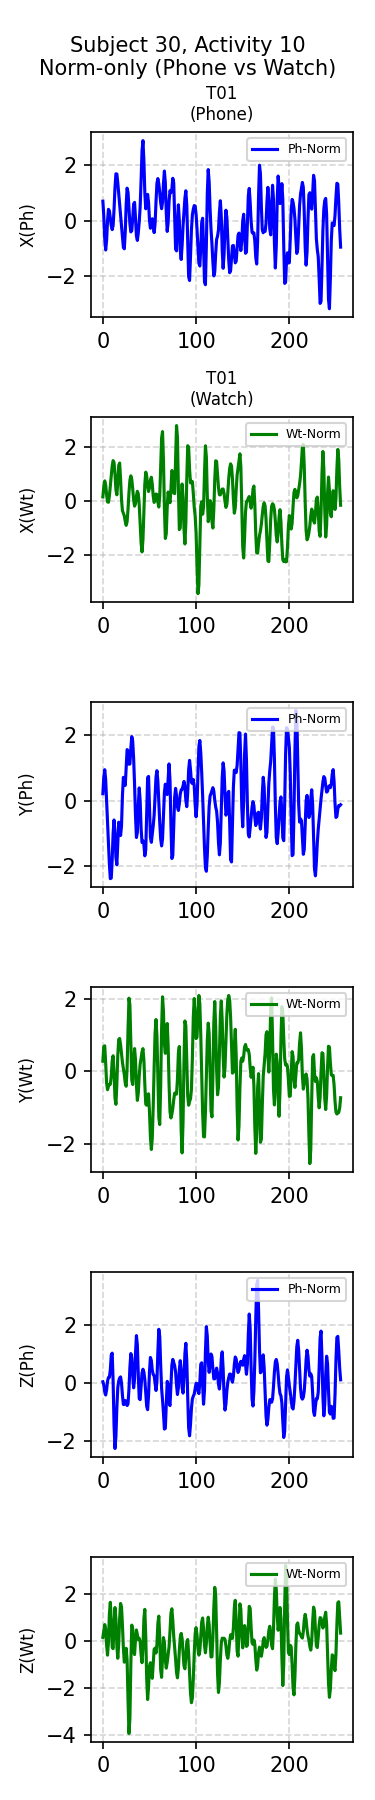 Subject 30, Activity 10
Norm-only (Phone vs Watch)
T01
(Phone)
Ph-Norm
X(Ph)
2
0
−2
0 100 200
T01
(Watch)
Wt-Norm
X(Wt)
2
0
−2
0 100 200
Ph-Norm
Y(Ph)
2
0
−2
0 100 200
Wt-Norm
Y(Wt)
2
0
−2
0 100 200
Ph-Norm
Z(Ph)
2
0
−2
0 100 200
Wt-Norm
Z(Wt)
2
0
−2
−4
0 100 200